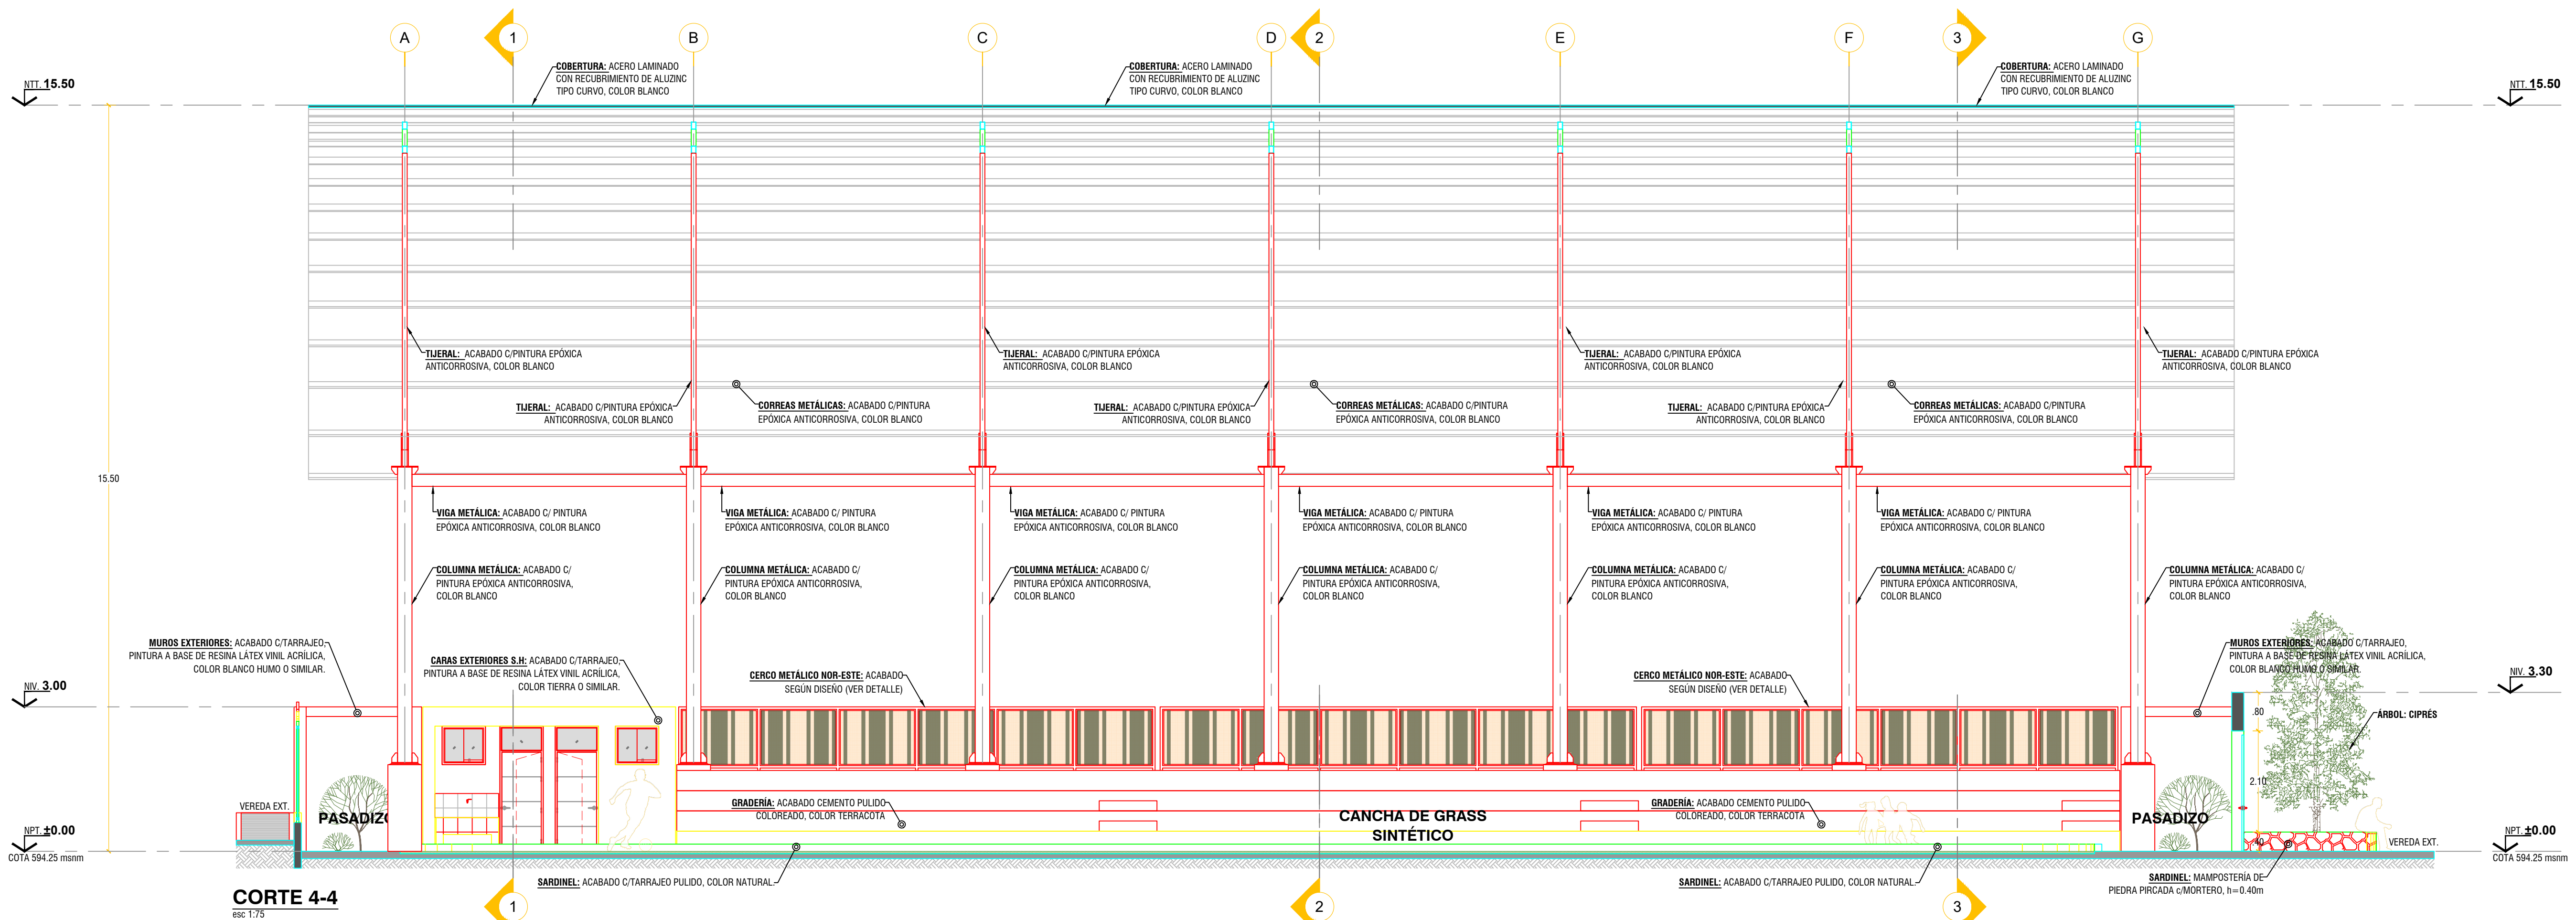 A
1
B
C
D
2
E
F
3
G
COBERTURA: ACERO LAMINADO
CON RECUBRIMIENTO DE ALUZINC
TIPO CURVO, COLOR BLANCO
COBERTURA: ACERO LAMINADO
CON RECUBRIMIENTO DE ALUZINC
TIPO CURVO, COLOR BLANCO
COBERTURA: ACERO LAMINADO
CON RECUBRIMIENTO DE ALUZINC
TIPO CURVO, COLOR BLANCO
NTT. 15.50
NTT. 15.50
TIJERAL: ACABADO C/PINTURA EPÓXICA
ANTICORROSIVA, COLOR BLANCO
TIJERAL: ACABADO C/PINTURA EPÓXICA
ANTICORROSIVA, COLOR BLANCO
TIJERAL: ACABADO C/PINTURA EPÓXICA
ANTICORROSIVA, COLOR BLANCO
TIJERAL: ACABADO C/PINTURA EPÓXICA
ANTICORROSIVA, COLOR BLANCO
TIJERAL: ACABADO C/PINTURA EPÓXICA
ANTICORROSIVA, COLOR BLANCO
CORREAS METÁLICAS: ACABADO C/PINTURA
EPÓXICA ANTICORROSIVA, COLOR BLANCO
TIJERAL: ACABADO C/PINTURA EPÓXICA
ANTICORROSIVA, COLOR BLANCO
CORREAS METÁLICAS: ACABADO C/PINTURA
EPÓXICA ANTICORROSIVA, COLOR BLANCO
TIJERAL: ACABADO C/PINTURA EPÓXICA
ANTICORROSIVA, COLOR BLANCO
CORREAS METÁLICAS: ACABADO C/PINTURA
EPÓXICA ANTICORROSIVA, COLOR BLANCO
15.50
VIGA METÁLICA: ACABADO C/ PINTURA
EPÓXICA ANTICORROSIVA, COLOR BLANCO
VIGA METÁLICA: ACABADO C/ PINTURA
EPÓXICA ANTICORROSIVA, COLOR BLANCO
VIGA METÁLICA: ACABADO C/ PINTURA
EPÓXICA ANTICORROSIVA, COLOR BLANCO
VIGA METÁLICA: ACABADO C/ PINTURA
EPÓXICA ANTICORROSIVA, COLOR BLANCO
VIGA METÁLICA: ACABADO C/ PINTURA
EPÓXICA ANTICORROSIVA, COLOR BLANCO
VIGA METÁLICA: ACABADO C/ PINTURA
EPÓXICA ANTICORROSIVA, COLOR BLANCO
COLUMNA METÁLICA: ACABADO C/
PINTURA EPÓXICA ANTICORROSIVA,
COLOR BLANCO
COLUMNA METÁLICA: ACABADO C/
PINTURA EPÓXICA ANTICORROSIVA,
COLOR BLANCO
COLUMNA METÁLICA: ACABADO C/
PINTURA EPÓXICA ANTICORROSIVA,
COLOR BLANCO
COLUMNA METÁLICA: ACABADO C/
PINTURA EPÓXICA ANTICORROSIVA,
COLOR BLANCO
COLUMNA METÁLICA: ACABADO C/
PINTURA EPÓXICA ANTICORROSIVA,
COLOR BLANCO
COLUMNA METÁLICA: ACABADO C/
PINTURA EPÓXICA ANTICORROSIVA,
COLOR BLANCO
COLUMNA METÁLICA: ACABADO C/
PINTURA EPÓXICA ANTICORROSIVA,
COLOR BLANCO
MUROS EXTERIORES: ACABADO C/TARRAJEO,
PINTURA A BASE DE RESINA LÁTEX VINIL ACRÍLICA,
COLOR BLANCO HUMO O SIMILAR.
CARAS EXTERIORES S.H: ACABADO C/TARRAJEO,
PINTURA A BASE DE RESINA LÁTEX VINIL ACRÍLICA,
COLOR TIERRA O SIMILAR.
CERCO METÁLICO NOR-ESTE: ACABADO
SEGÚN DISEÑO (VER DETALLE)
CERCO METÁLICO NOR-ESTE: ACABADO
SEGÚN DISEÑO (VER DETALLE)
MUROS EXTERIORES: ACABADO C/TARRAJEO,
PINTURA A BASE DE RESINA LÁTEX VINIL ACRÍLICA,
COLOR BLANCO HUMO O SIMILAR.
NIV. 3.00
NIV. 3.30
.80
ÁRBOL: CIPRÉS
2.10
VEREDA EXT.
PASADIZO
GRADERÍA: ACABADO CEMENTO PULIDO
COLOREADO, COLOR TERRACOTA
CANCHA DE GRASS
SINTÉTICO
GRADERÍA: ACABADO CEMENTO PULIDO
COLOREADO, COLOR TERRACOTA
PASADIZO
.40
VEREDA EXT.
NPT. ±0.00
COTA 594.25 msnm
NPT. ±0.00
COTA 594.25 msnm
SARDINEL: ACABADO C/TARRAJEO PULIDO, COLOR NATURAL.
SARDINEL: ACABADO C/TARRAJEO PULIDO, COLOR NATURAL.
SARDINEL: MAMPOSTERÍA DE
PIEDRA PIRCADA c/MORTERO, h=0.40m
CORTE 4-4
esc 1:75
1
2
3